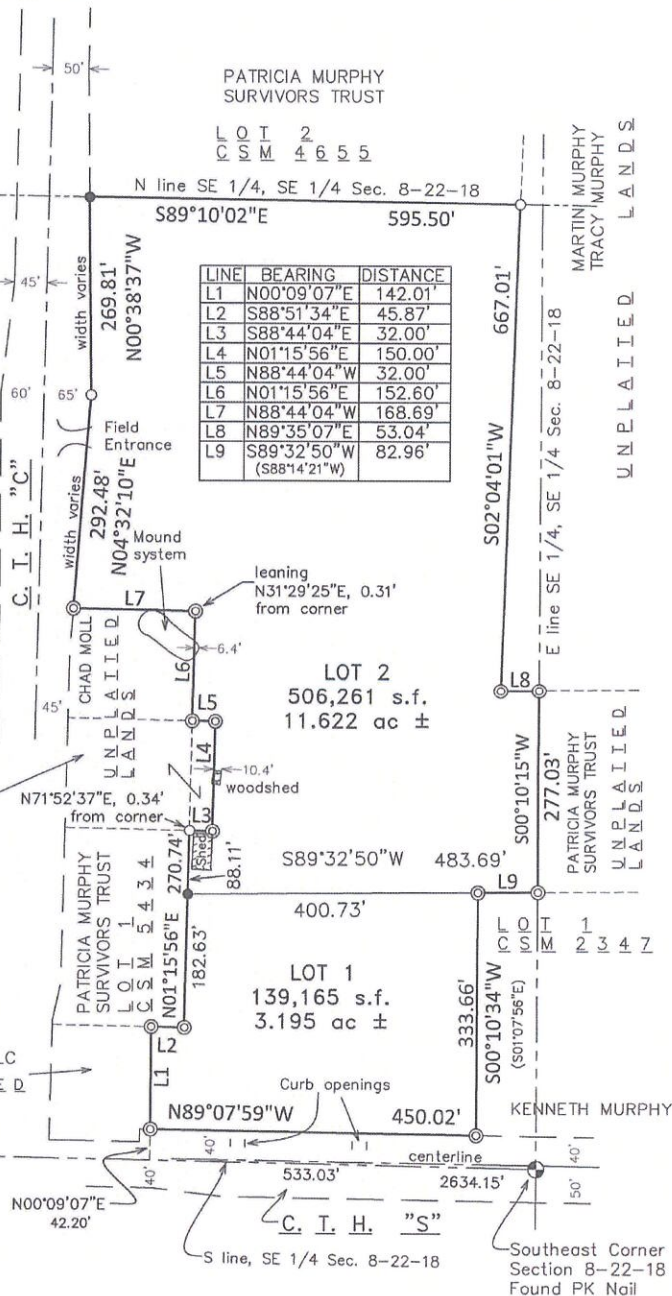 50'
PATRICIA MURPHY
SURVIVORS TRUST
LOT 2
CSM 4655
N line SE 1/4, SE 1/4 Sec. 8-22-18
S89°10'02"E 595.50'
MARTIN MURPHY
TRACY MURPHY
UNPLATTED LANDS
45'
width varies
269.81'
N00°38'37"W
LINE BEARING DISTANCE
L1 N00°09'07"E 142.01'
L2 S88°51'34"E 45.87'
L3 S88°44'04"E 32.00'
L4 N01°15'56"E 150.00'
L5 N88°44'04"W 32.00'
L6 N01°15'56"E 152.60'
L7 N88°44'04"W 168.69'
L8 N89°35'07"E 53.04'
L9 S89°32'50"W 82.96'
(S88°14'21"W)
667.01'
S02°04'01"W
E line SE 1/4, SE 1/4 Sec. 8-22-18
60'
65'
Field
Entrance
C. T. H. "C"
width varies
292.48'
N04°32'10"E
Mound
system
leaning
N31°29'25"E, 0.31'
from corner
L7
6.4'
L6
CHAD MOLL
UNPLATTED
LANDS
45'
LOT 2
506,261 s.f.
11.622 ac ±
L8
L5
L4
10.4'
woodshed
N71°52'37"E, 0.34'
from corner
L3
Shed
S00°10'15"W
277.03'
PATRICIA MURPHY
SURVIVORS TRUST
UNPLATTED
LANDS
S89°32'50"W 483.69'
88.11'
270.74'
N01°15'56"E
182.63'
400.73'
L9
LOT 1
CSM 2347
PATRICIA MURPHY
SURVIVORS TRUST
LOT 1
CSM 5434
LOT 1
139,165 s.f.
3.195 ac ±
333.66'
S00°10'34"W
(S01°07'56"E)
L2
L1
LC
E D
Curb openings
N89°07'59"W 450.02'
KENNETH MURPHY
40'
40'
centerline
40'
533.03'
2634.15'
50'
N00°09'07"E
42.20'
C. T. H. "S"
S line, SE 1/4 Sec. 8-22-18
Southeast Corner
Section 8-22-18
Found PK Nail